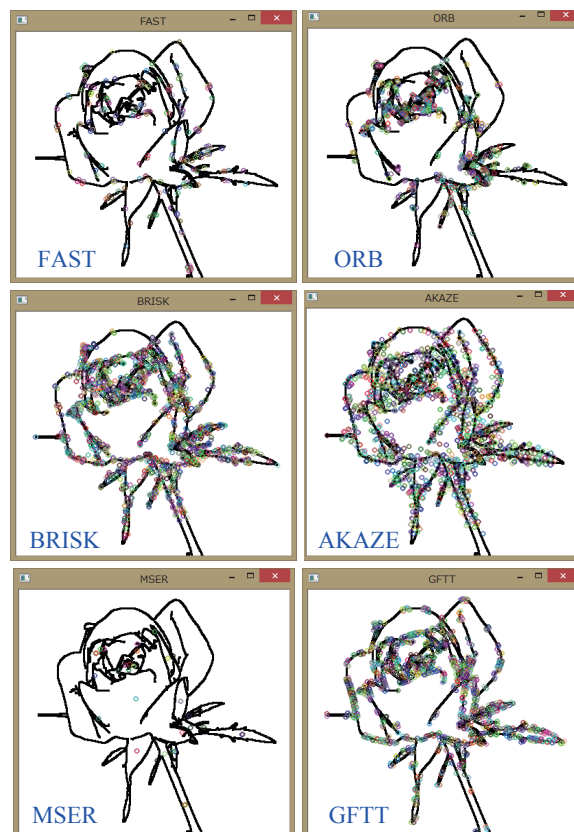 FAST
ORB
FAST
ORB
BRISK
AKAZE
BRISK
AKAZE
MSER
GFTT
MSER
GFTT